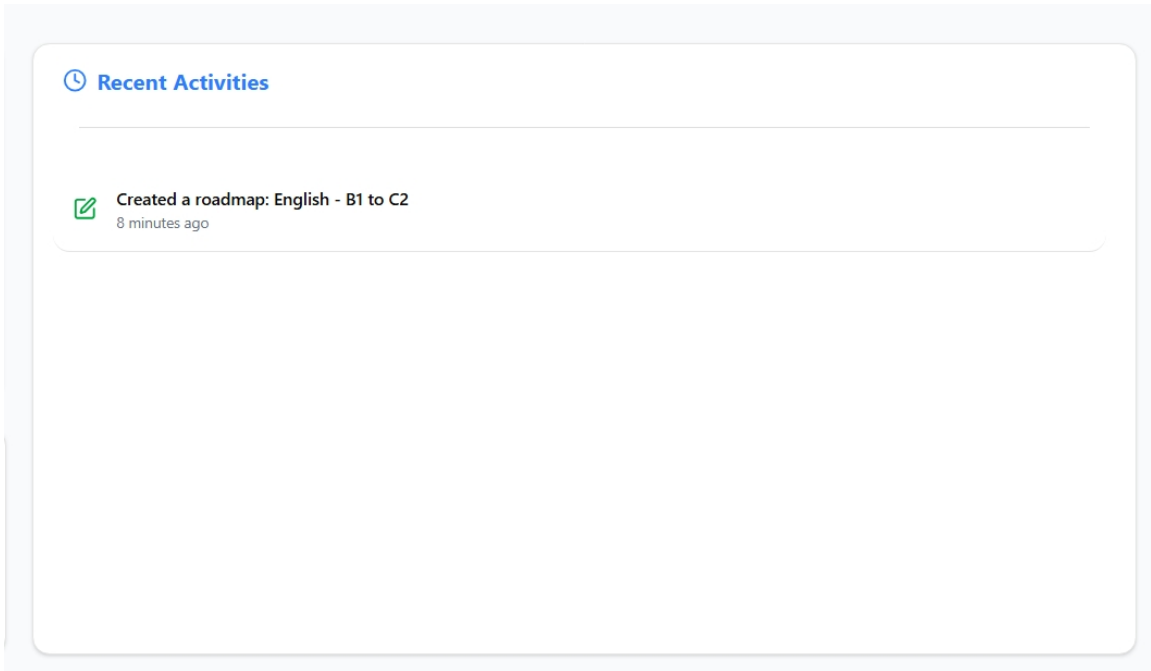 Recent Activities
Created a roadmap: English - B1 to C2
8 minutes ago